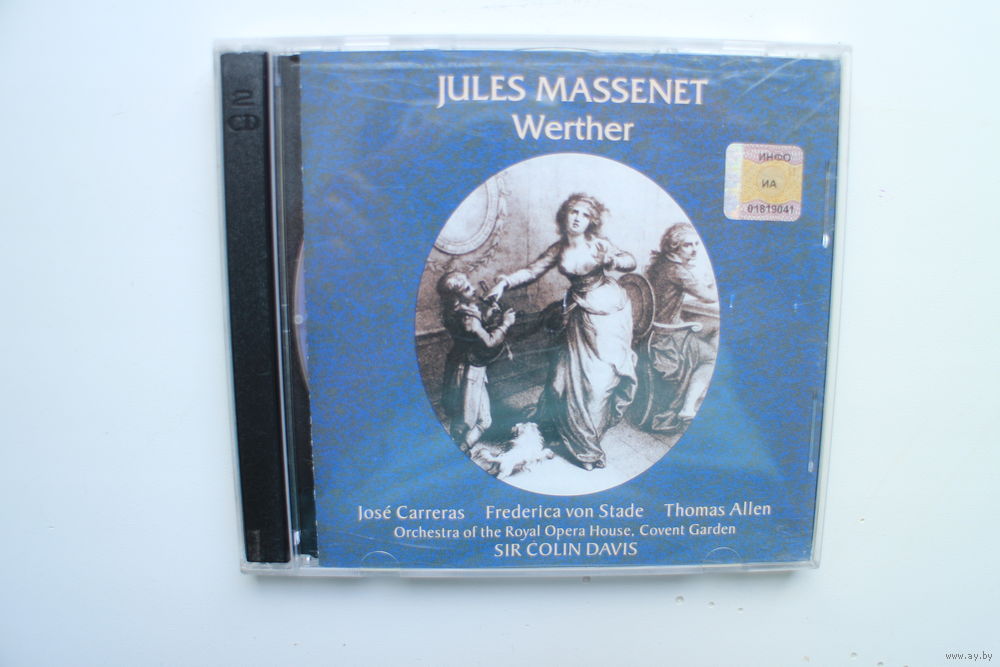 JULES MASSENET
Werther
2
CD
ИНФО
ИА
01819041
José Carreras Frederica von Stade Thomas Allen
Orchestra of the Royal Opera House, Covent Garden
SIR COLIN DAVIS
www.ay.by